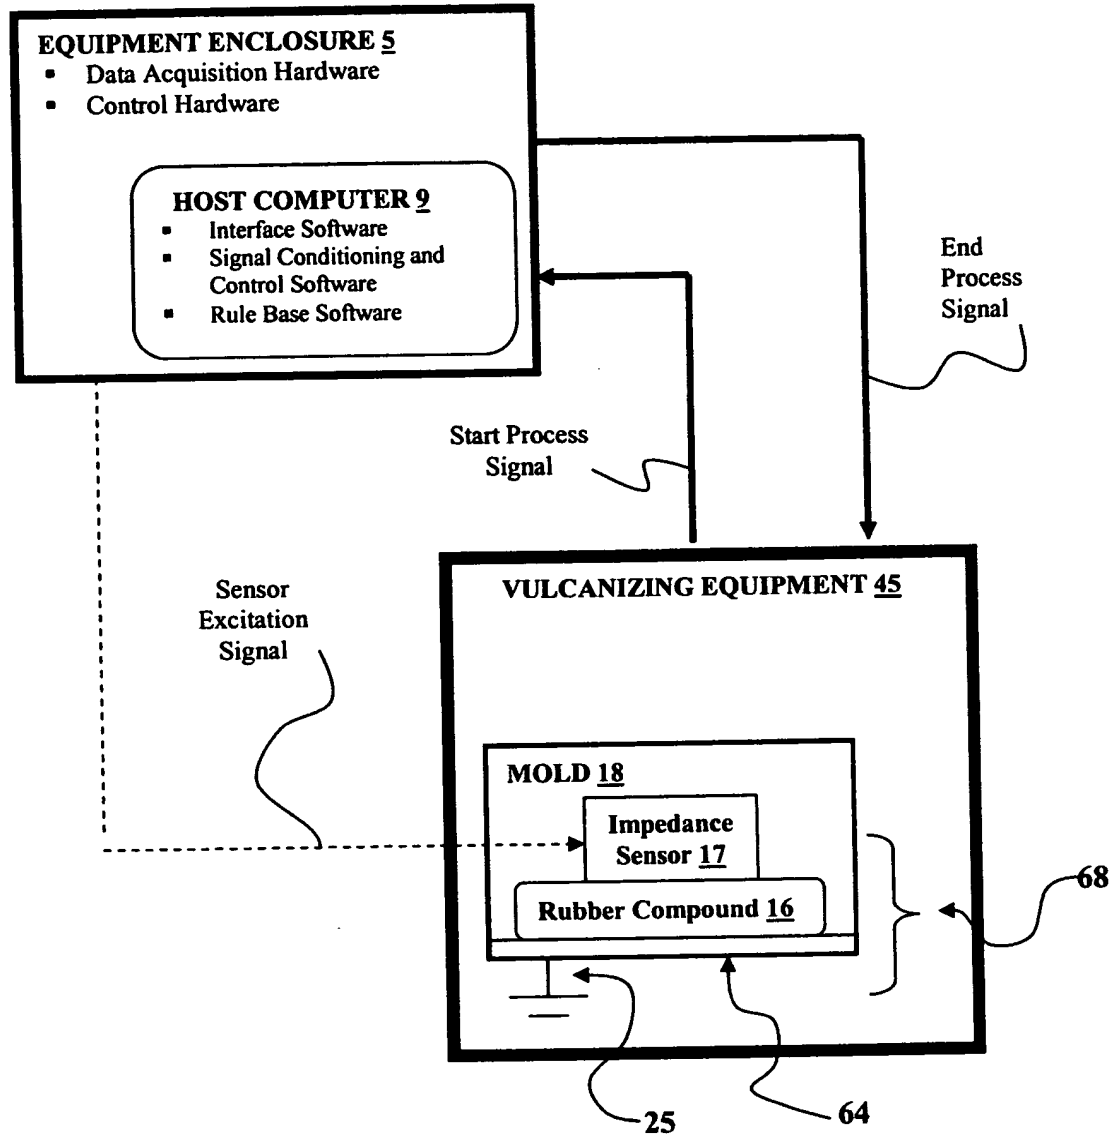 EQUIPMENT ENCLOSURE 5
▪ Data Acquisition Hardware
▪ Control Hardware
HOST COMPUTER 9
▪ Interface Software
▪ Signal Conditioning and
Control Software
▪ Rule Base Software
End
Process
Signal
Start Process
Signal
Sensor
Excitation
Signal
VULCANIZING EQUIPMENT 45
MOLD 18
Impedance
Sensor 17
Rubber Compound 16
68
25
64